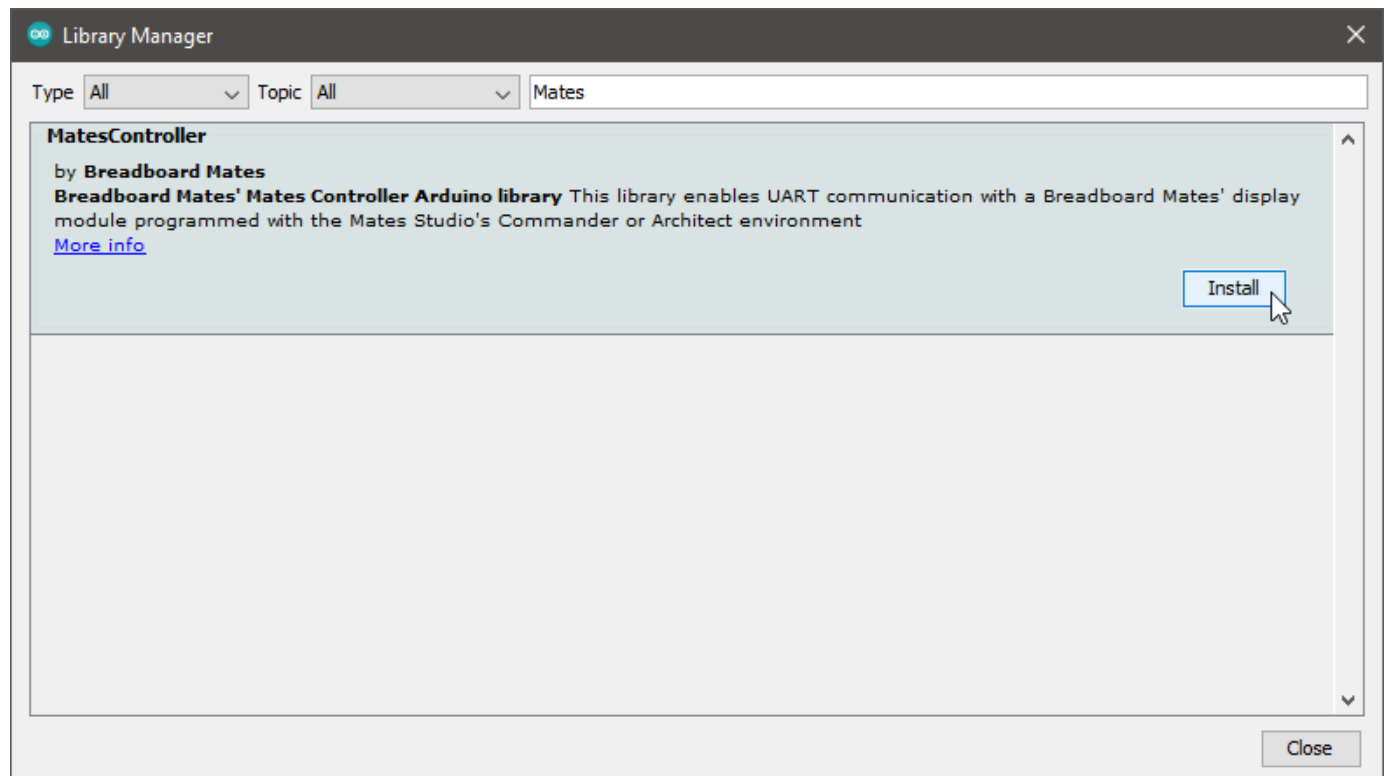 Library Manager
Type All Topic All Mates
MatesController
by Breadboard Mates
Breadboard Mates' Mates Controller Arduino library This library enables UART communication with a Breadboard Mates' display
module programmed with the Mates Studio's Commander or Architect environment
More info
Install
Close